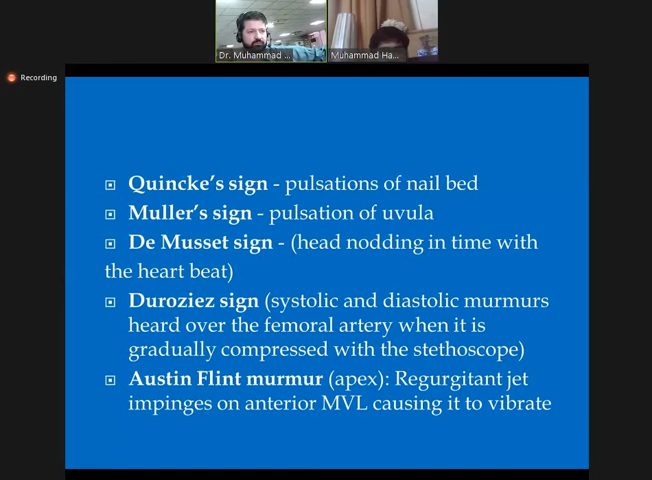 Dr. Muhammad ...
Muhammad Ha...
Recording
Quincke's sign - pulsations of nail bed
Muller's sign - pulsation of uvula
De Musset sign - (head nodding in time with
the heart beat)
Duroziez sign (systolic and diastolic murmurs
heard over the femoral artery when it is
gradually compressed with the stethoscope)
Austin Flint murmur (apex): Regurgitant jet
impinges on anterior MVL causing it to vibrate